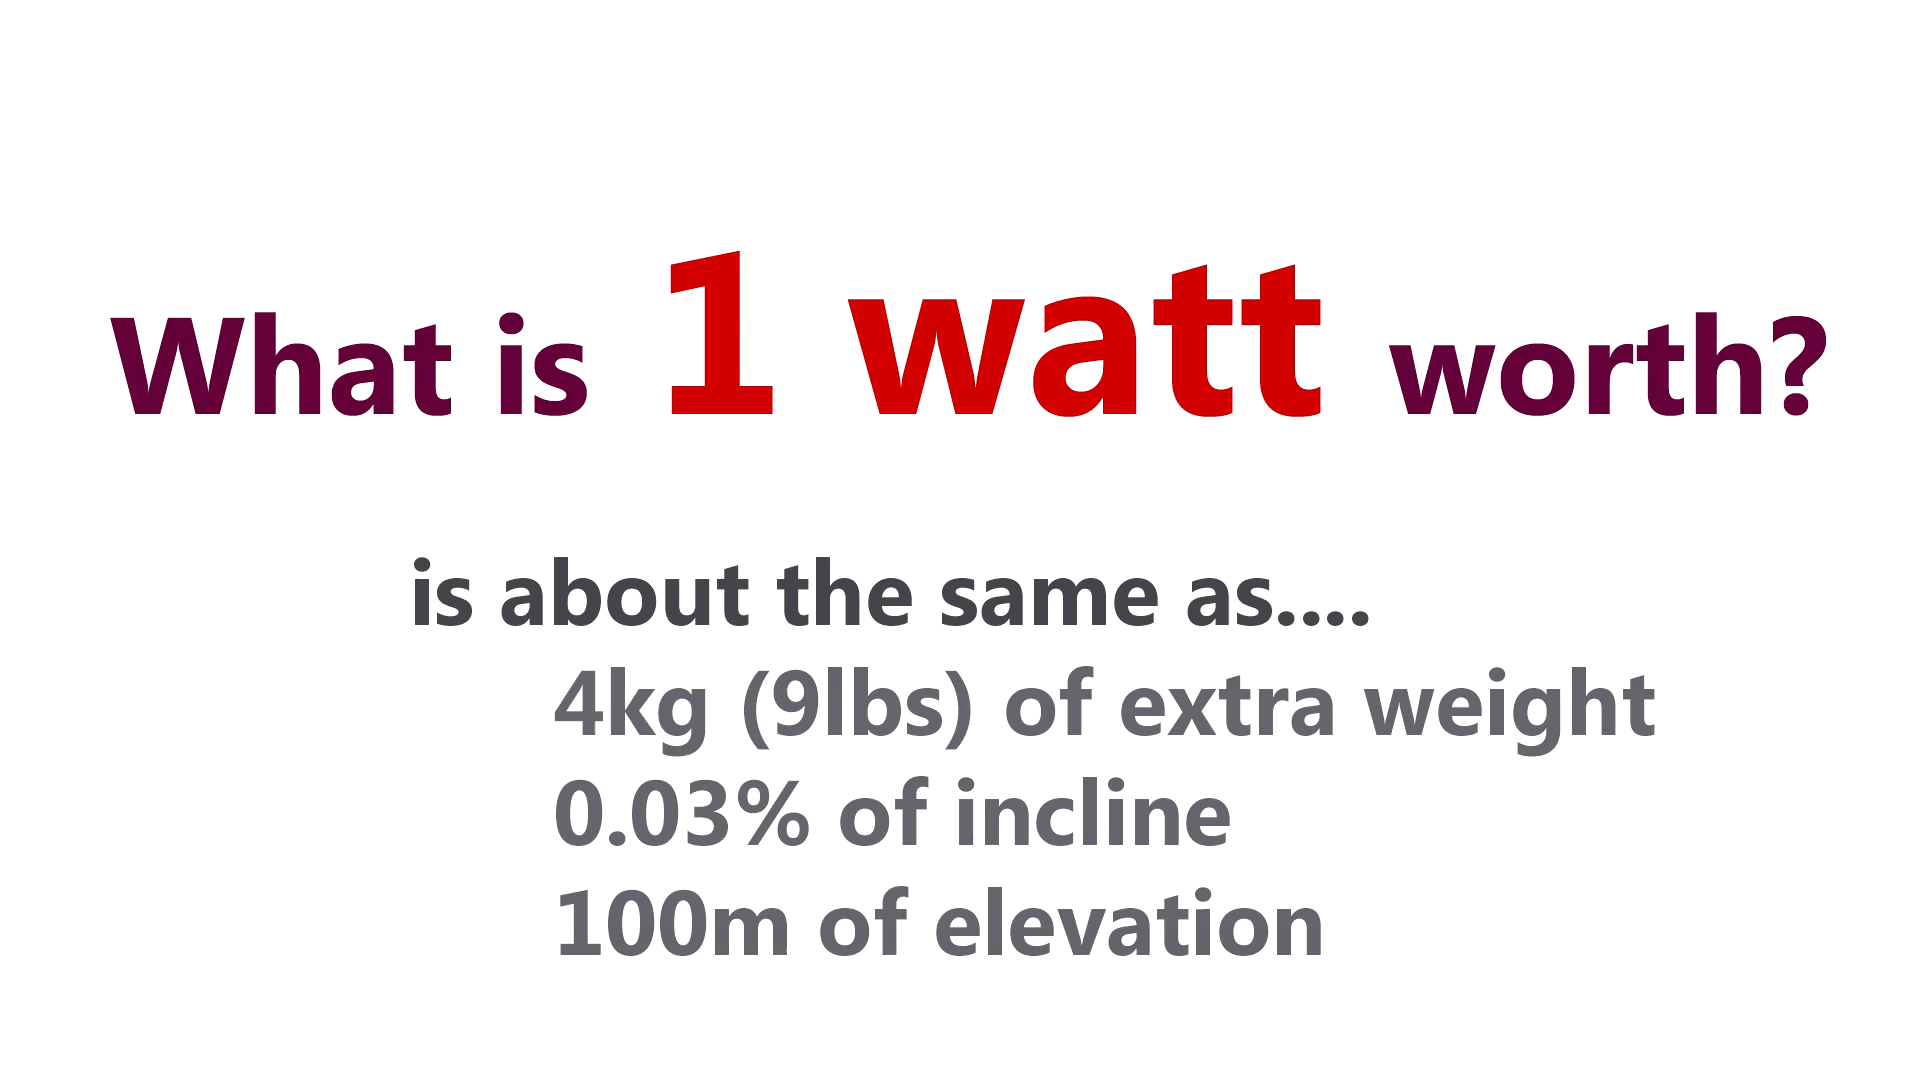 What is 1 watt worth?
is about the same as....
4kg (9lbs) of extra weight
0.03% of incline
100m of elevation